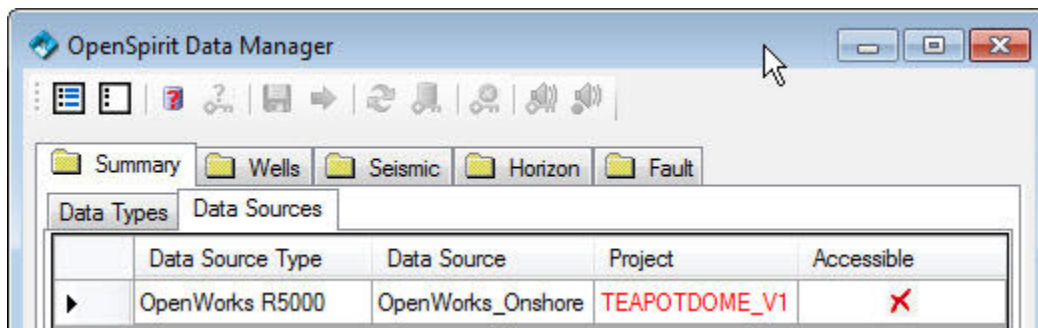 OpenSpirit Data Manager
Summary Wells Seismic Horizon Fault
Data Types Data Sources
Data Source Type Data Source Project Accessible
OpenWorks R5000 OpenWorks_Onshore TEAPOTDOME_V1